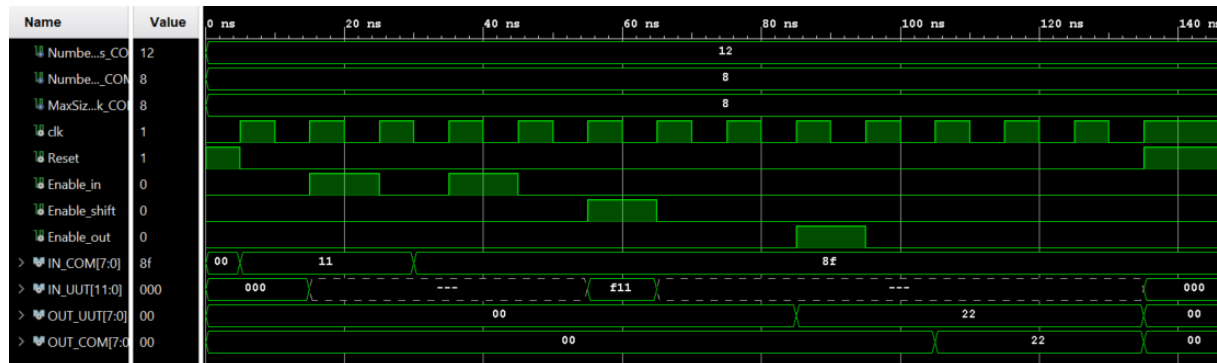 Name Value 0 ns 20 ns 40 ns 60 ns 80 ns 100 ns 120 ns 140 n
Numbe...s_CO 12 12
Numbe..._CON 8 8
MaxSiz...k_COI 8 8
clk 1
Reset 1
Enable_in 0
Enable_shift 0
Enable_out 0
> IN_COM[7:0] 8f 00 11 8f
> IN_UUT[11:0] 000 000 --- f11 --- 000
> OUT_UUT[7:0] 00 00 22 00
> OUT_COM[7:0 00 00 22 00